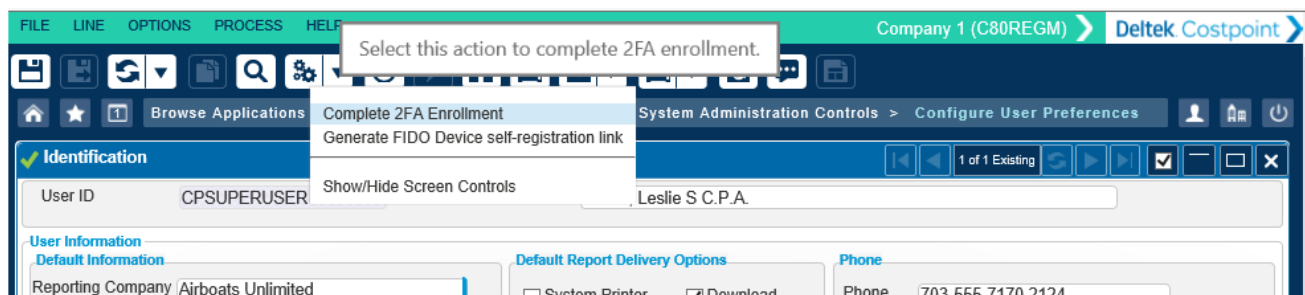 FILE LINE OPTIONS PROCESS HELP
Company 1 (C80REGM) Deltek Costpoint
Select this action to complete 2FA enrollment.
1 Browse Applications System Administration Controls > Configure User Preferences
Complete 2FA Enrollment
Generate FIDO Device self-registration link
Show/Hide Screen Controls
Identification 1 of 1 Existing
User ID CPSUPERUSER , Leslie S C.P.A.
User Information
Default Information Default Report Delivery Options Phone
Reporting Company Airboats Unlimited System Printer Download Phone 703 555 7170 2124